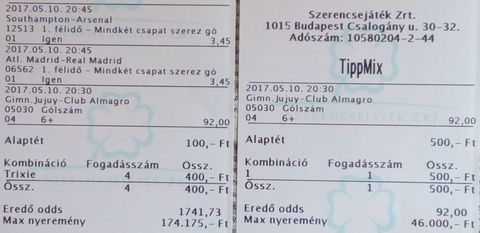 2017.05.10. 20:45
Southampton-Arsenal
12513 1. félidő - Mindkét csapat szerez gó
01 Igen 3,45
2017.05.10. 20:45
Atl. Madrid-Real Madrid
06562 1. félidő - Mindkét csapat szerez gó
01 Igen 3,45
2017.05.10. 20:30
Gimn.Jujuy-Club Almagro
05030 Gólszám
04 6+ 92,00
Alaptét 100,- Ft
Kombináció Fogadásszám Össz.
Trixie 4 400,- Ft
Össz. 4 400,- Ft
Eredő odds 1741,73
Max nyeremény 174.175,- Ft
Szerencsejáték Zrt.
1015 Budapest Csalogány u. 30-32.
Adószám: 10580204-2-44
TippMix
2017.05.10. 20:30
Gimn.Jujuy-Club Almagro
05030 Gólszám
04 6+ 92,00
Alaptét 500,- Ft
Kombináció Fogadásszám Össz.
1 1 500,- Ft
Össz. 1 500,- Ft
Eredő odds 92,00
Max nyeremény 46.000,- Ft